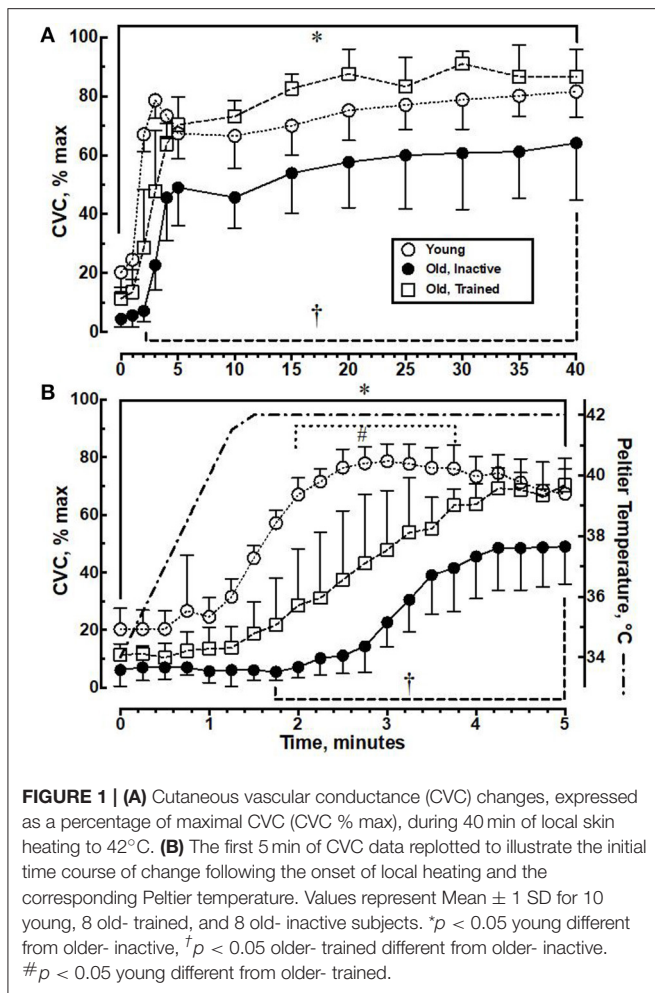 A
*
100
80
60
40
20
0
CVC, % max
Young
Old, Inactive
Old, Trained
†
0 5 10 15 20 25 30 35 40
B
*
100
80
60
40
20
0
CVC, % max
#
†
42
40
38
36
34
Peltier Temperature, °C
0 1 2 3 4 5
Time, minutes
FIGURE 1 | (A) Cutaneous vascular conductance (CVC) changes, expressed
as a percentage of maximal CVC (CVC % max), during 40 min of local skin
heating to 42°C. (B) The first 5 min of CVC data replotted to illustrate the initial
time course of change following the onset of local heating and the
corresponding Peltier temperature. Values represent Mean ± 1 SD for 10
young, 8 old- trained, and 8 old- inactive subjects. *p < 0.05 young different
from older- inactive, †p < 0.05 older- trained different from older- inactive.
#p < 0.05 young different from older- trained.